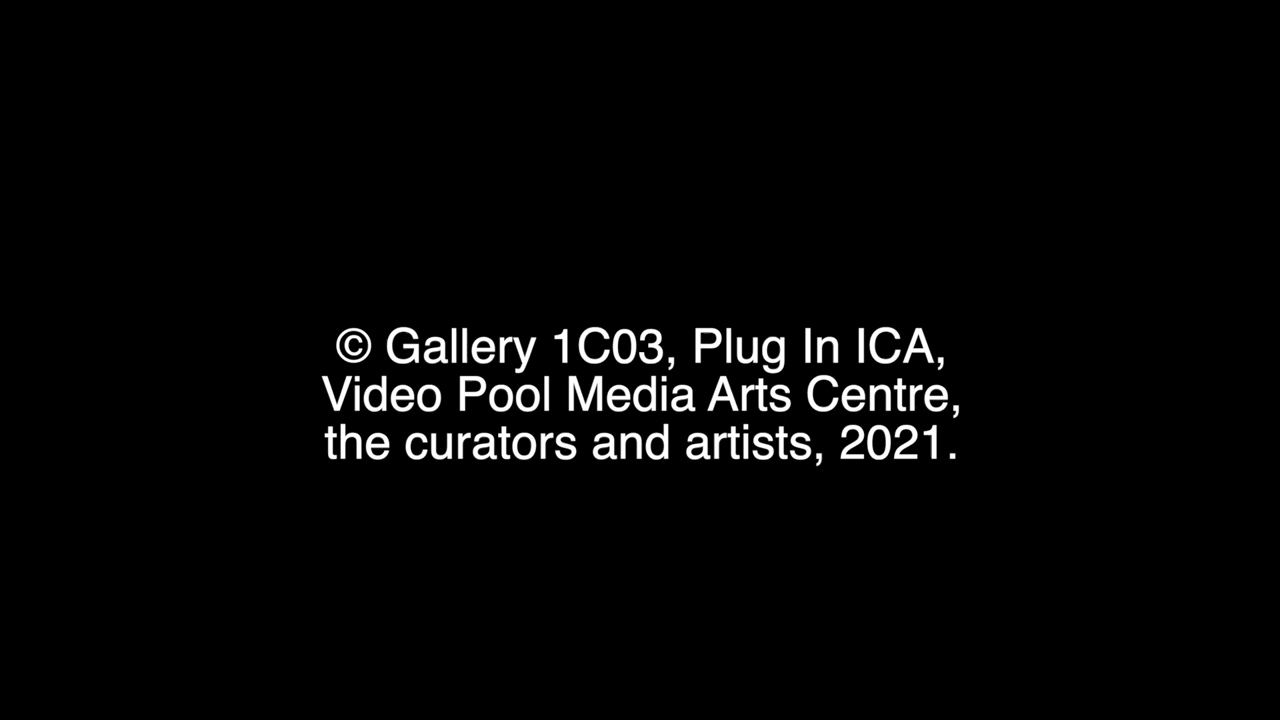 © Gallery 1C03, Plug In ICA,
Video Pool Media Arts Centre,
the curators and artists, 2021.